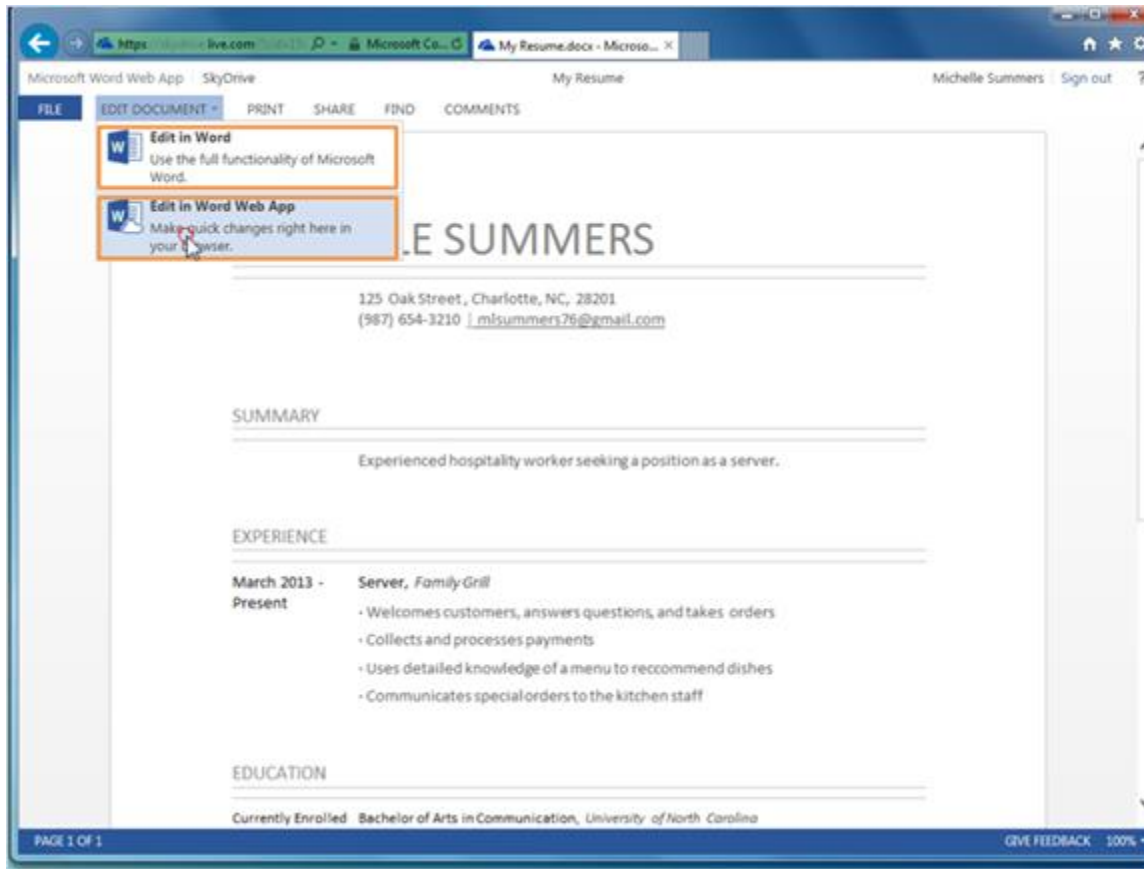 https live.com Microsoft Co... My Resume.docx - Microso... ×
Microsoft Word Web App SkyDrive My Resume Michelle Summers Sign out ?
FILE EDIT DOCUMENT PRINT SHARE FIND COMMENTS
Edit in Word
Use the full functionality of Microsoft
Word.
Edit in Word Web App
Make quick changes right here in
your browser.
LE SUMMERS
125 Oak Street, Charlotte, NC, 28201
(987) 654-3210 | mlsummers76@gmail.com
SUMMARY
Experienced hospitality worker seeking a position as a server.
EXPERIENCE
March 2013 - Server, Family Grill
Present
- Welcomes customers, answers questions, and takes orders
- Collects and processes payments
- Uses detailed knowledge of a menu to reccommend dishes
- Communicates special orders to the kitchen staff
EDUCATION
Currently Enrolled Bachelor of Arts in Communication, University of North Carolina
PAGE 1 OF 1 GIVE FEEDBACK 100%